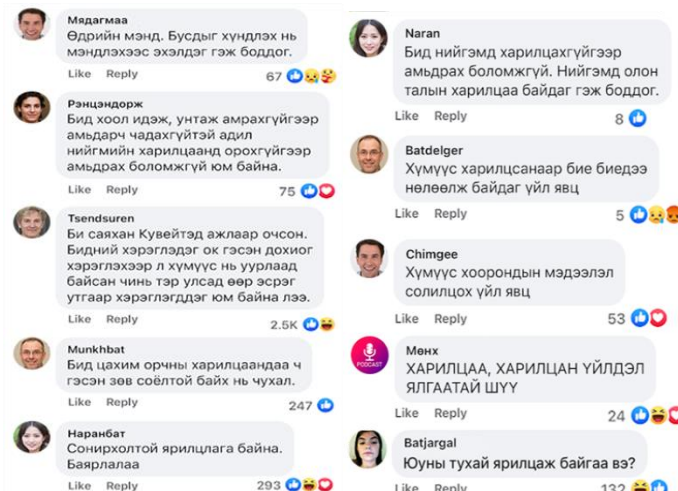 Мядагмаа
Өдрийн мэнд. Бусдыг хүндлэх нь
мэндлэхээс эхэлдэг гэж боддог.
Like Reply 67
Рэнцэндорж
Бид хоол идэж, унтаж амрахгүйгээр
амьдарч чадахгүйтэй адил
нийгмийн харилцаанд орохгүйгээр
амьдрах боломжгүй юм байна.
Like Reply 75
Tsendsuren
Би саяхан Кувейтэд ажлаар очсон.
Бидний хэрэглэдэг ок гэсэн дохиог
хэрэглэхээр л хүмүүс нь уурлаад
байсан чинь тэр улсад өөр эсрэг
утгаар хэрэглэгддэг юм байна лээ.
Like Reply 2.5K
Munkhbat
Бид цахим орчны харилцаандаа ч
гэсэн зөв соёлтой байх нь чухал.
Like Reply 247
Наранбат
Сонирхолтой ярилцлага байна.
Баярлалаа
Like Reply 293
Naran
Бид нийгэмд харилцахгүйгээр
амьдрах боломжгүй. Нийгэмд олон
талын харилцаа байдаг гэж боддог.
Like Reply 8
Batdelger
Хүмүүс харилцсанаар бие биедээ
нөлөөлж байдаг үйл явц
Like Reply 5
Chimgee
Хүмүүс хоорондын мэдээлэл
солилцох үйл явц
Like Reply 53
PODCAST
Мөнх
ХАРИЛЦАА, ХАРИЛЦАН ҮЙЛДЭЛ
ЯЛГААТАЙ ШҮҮ
Like Reply 24
Batjargal
Юуны тухай ярилцаж байгаа вэ?
Like Reply 132